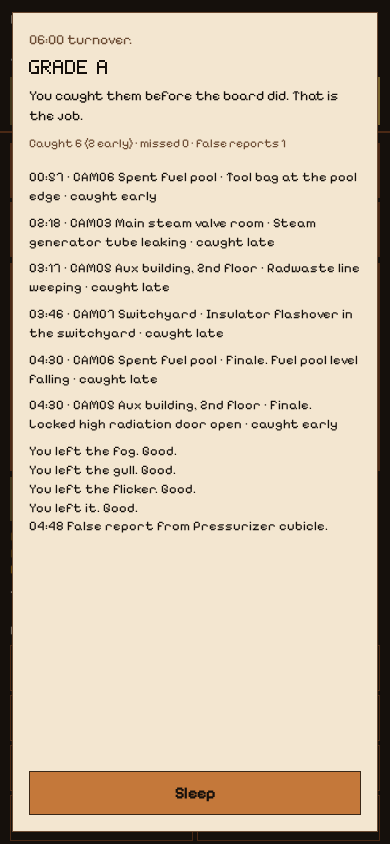 06:00 turnover.
GRADE A
You caught them before the board did. That is
the job.
Caught 6 (2 early) · missed 0 · false reports 1
00:57 · CAM06 Spent fuel pool · Tool bag at the pool
edge · caught early
02:18 · CAM03 Main steam valve room · Steam
generator tube leaking · caught late
03:17 · CAM05 Aux building, 2nd floor · Radwaste line
weeping · caught late
03:46 · CAM07 Switchyard · Insulator flashover in
the switchyard · caught late
04:30 · CAM06 Spent fuel pool · Finale. Fuel pool level
falling · caught late
04:30 · CAM05 Aux building, 2nd floor · Finale.
Locked high radiation door open · caught early
You left the fog. Good.
You left the gull. Good.
You left the flicker. Good.
You left it. Good.
04:48 False report from Pressurizer cubicle.
Sleep